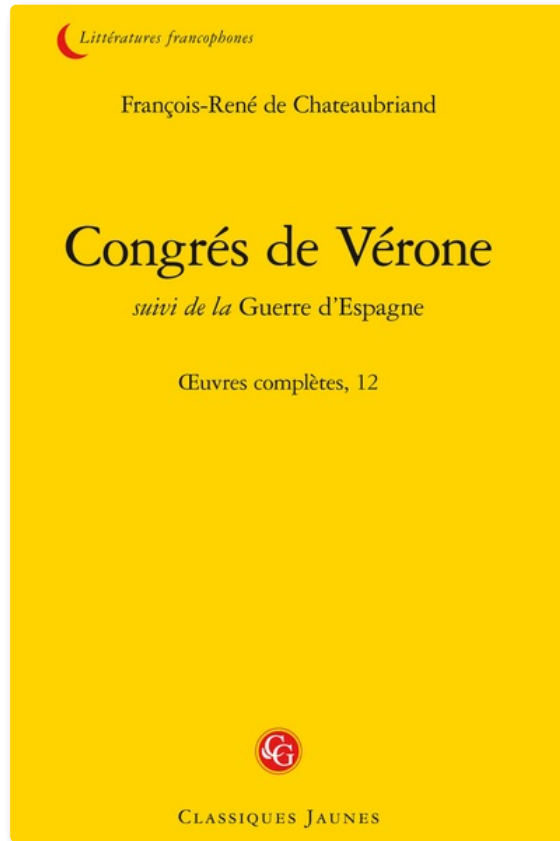 Littératures francophones
François-René de Chateaubriand
Congrés de Vérone
suivi de la Guerre d'Espagne
Œuvres complètes, 12
CG
CLASSIQUES JAUNES